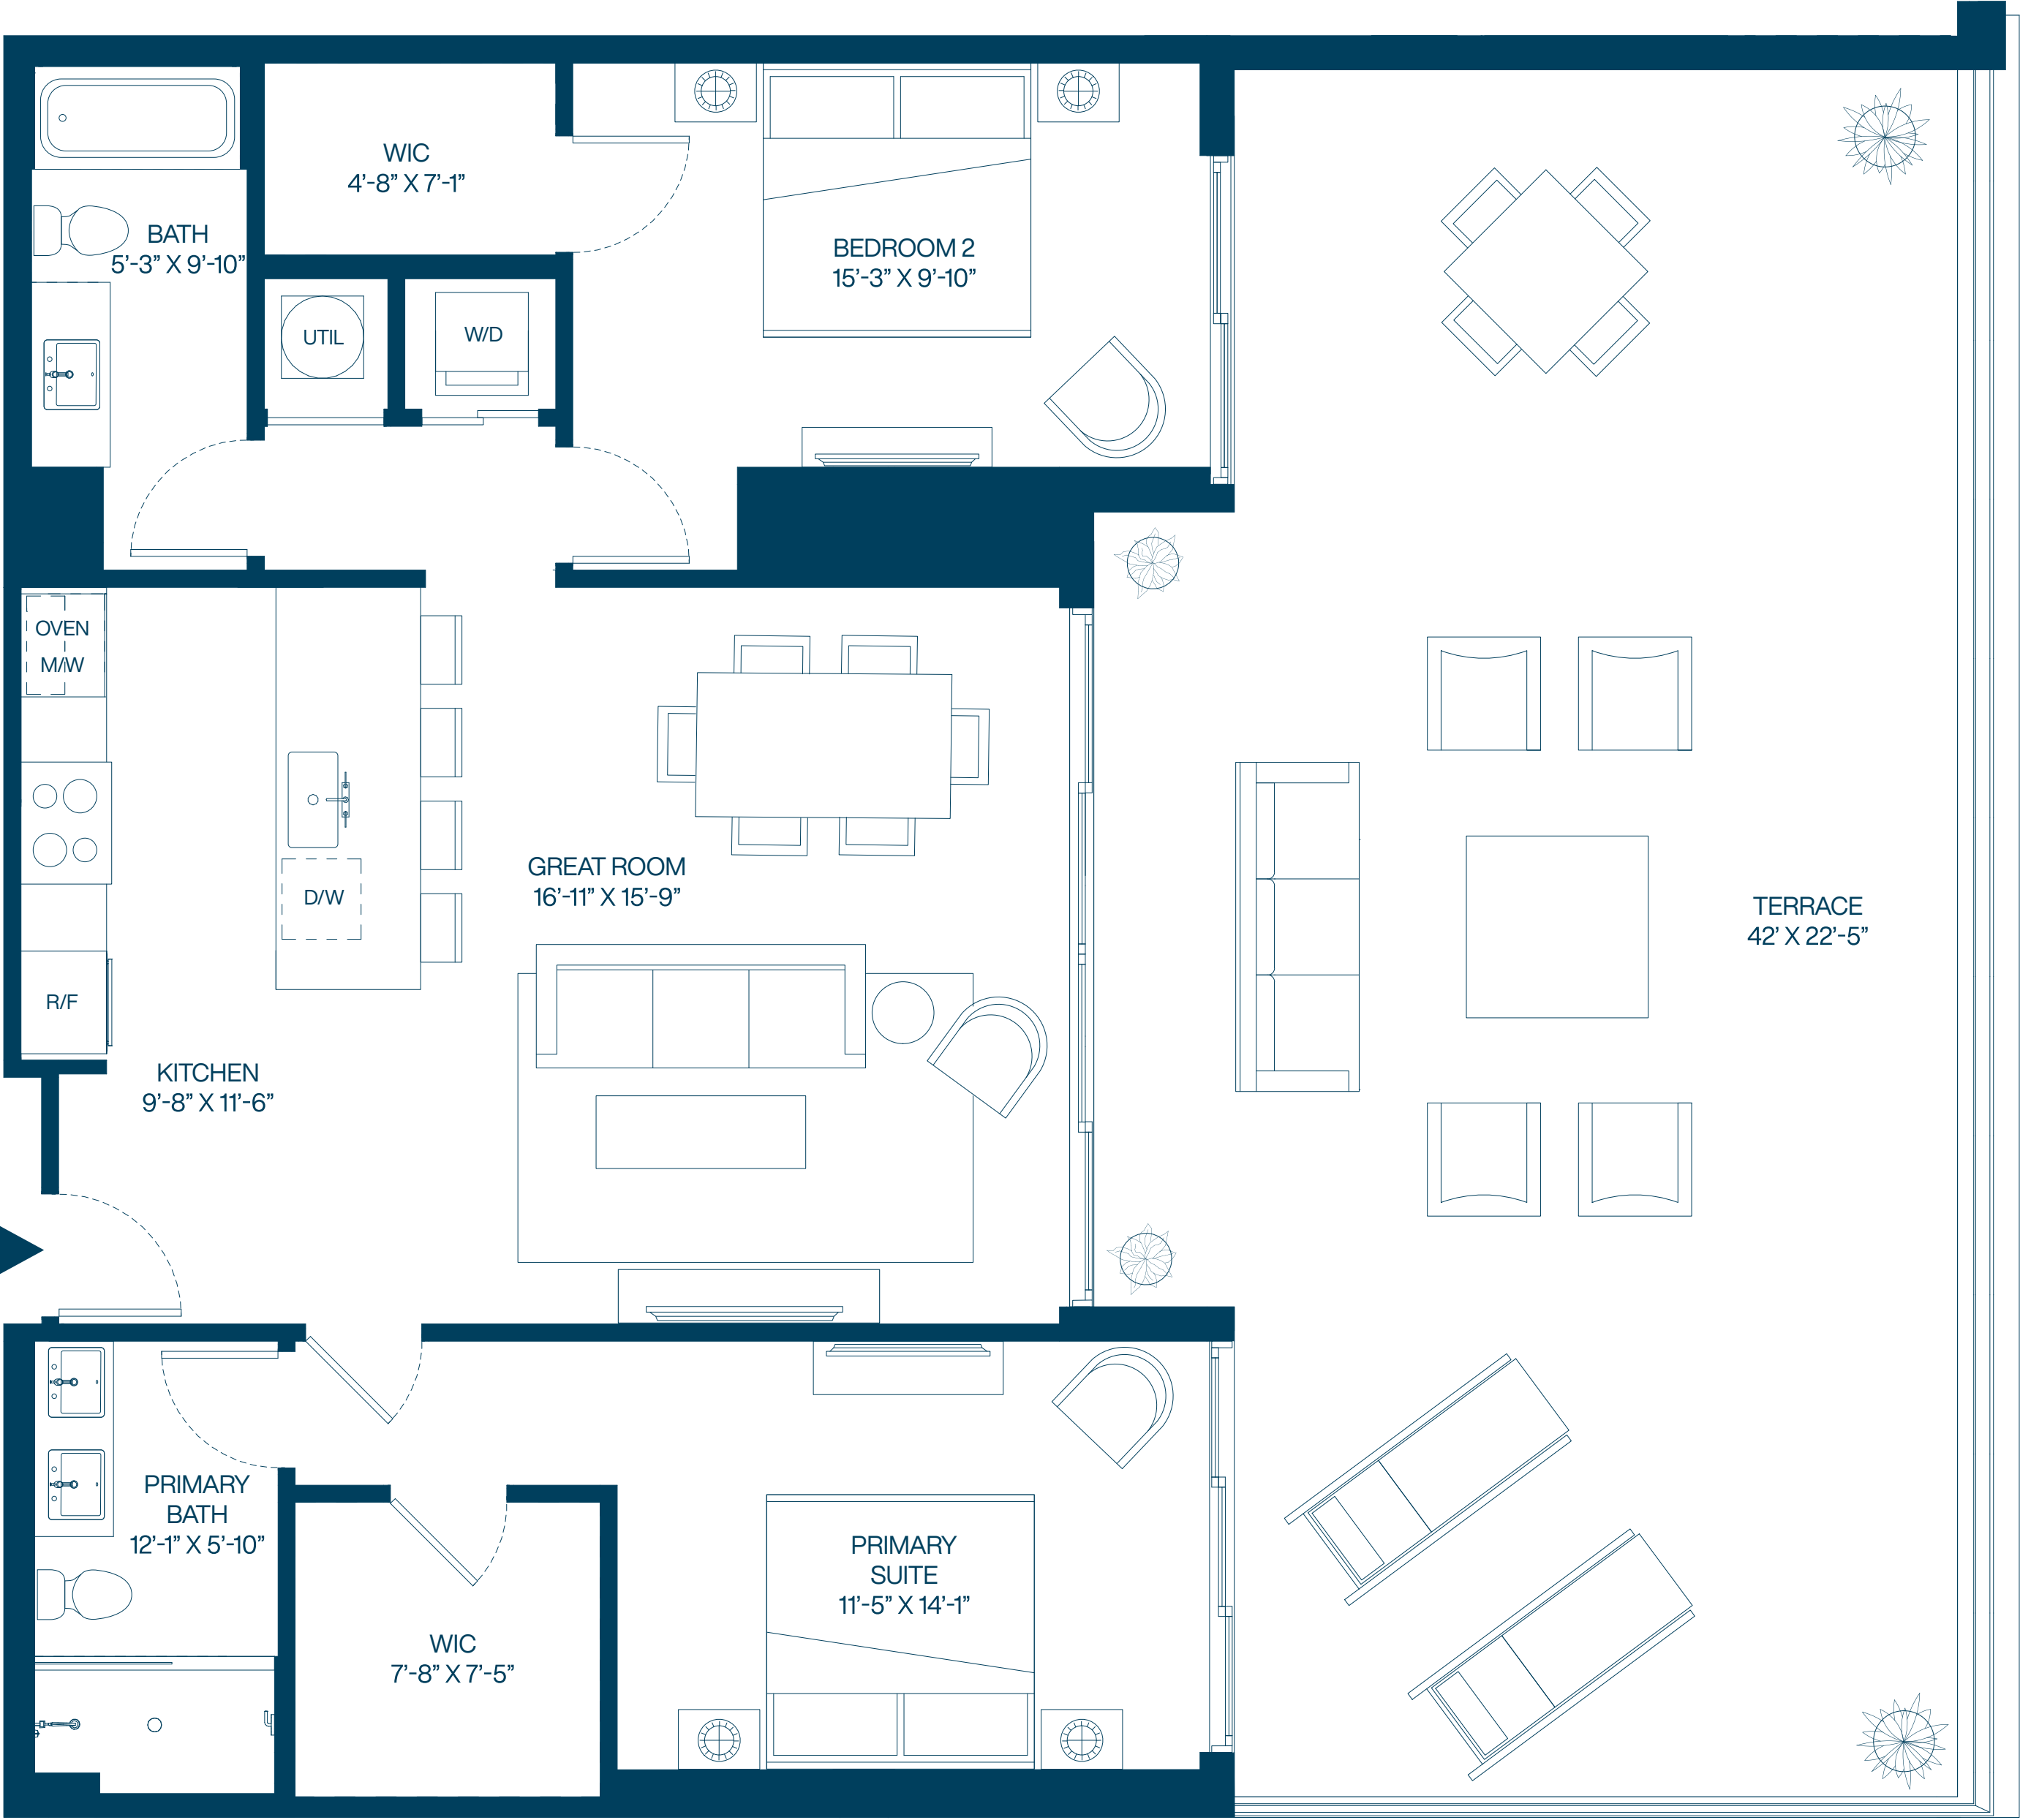 WIC
4’-8” X 7’-1”
BATH
5’-3” X 9’-10”
BEDROOM 2
15’-3” X 9’-10”
UTIL
W/D
OVEN
M/W
D/W
R/F
GREAT ROOM
16’-11” X 15’-9”
TERRACE
42’ X 22’-5”
KITCHEN
9’-8” X 11’-6”
PRIMARY
BATH
12’-1” X 5’-10”
PRIMARY
SUITE
11’-5” X 14’-1”
WIC
7’-8” X 7’-5”